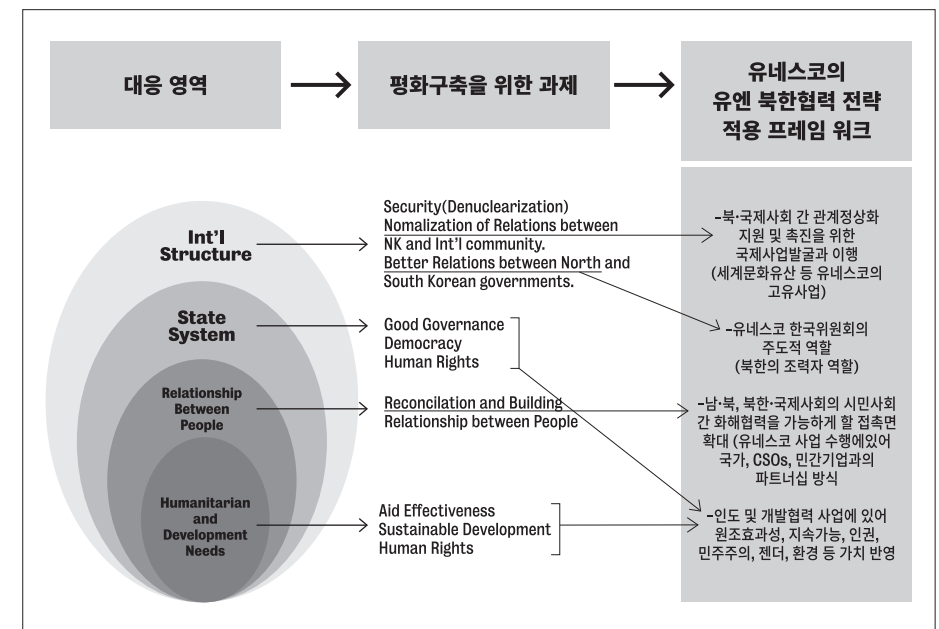 대응 영역
평화구축을 위한 과제
유네스코의
유엔 북한협력 전략
적용 프레임 워크
Int'l
Structure
Security(Denuclearization)
Nomalization of Relations between
NK and Int'l community.
Better Relations between North and
South Korean governments.
-북·국제사회 간 관계정상화
지원 및 촉진을 위한
국제사업발굴과 이행
(세계문화유산 등 유네스코의
고유사업)
State
System
Good Governance
Democracy
Human Rights
-유네스코 한국위원회의
주도적 역할
(북한의 조력자 역할)
Relationship
Between
People
Reconcilation and Building
Relationship between People
-남·북, 북한·국제사회의 시민사회
간 화해협력을 가능하게 할 접촉면
확대 (유네스코 사업 수행에있어
국가, CSOs, 민간기업과의
파트너십 방식
Humanitarian
and
Development
Needs
Aid Effectiveness
Sustainable Development
Human Rights
-인도 및 개발협력 사업에 있어
원조효과성, 지속가능, 인권,
민주주의, 젠더, 환경 등 가치 반영